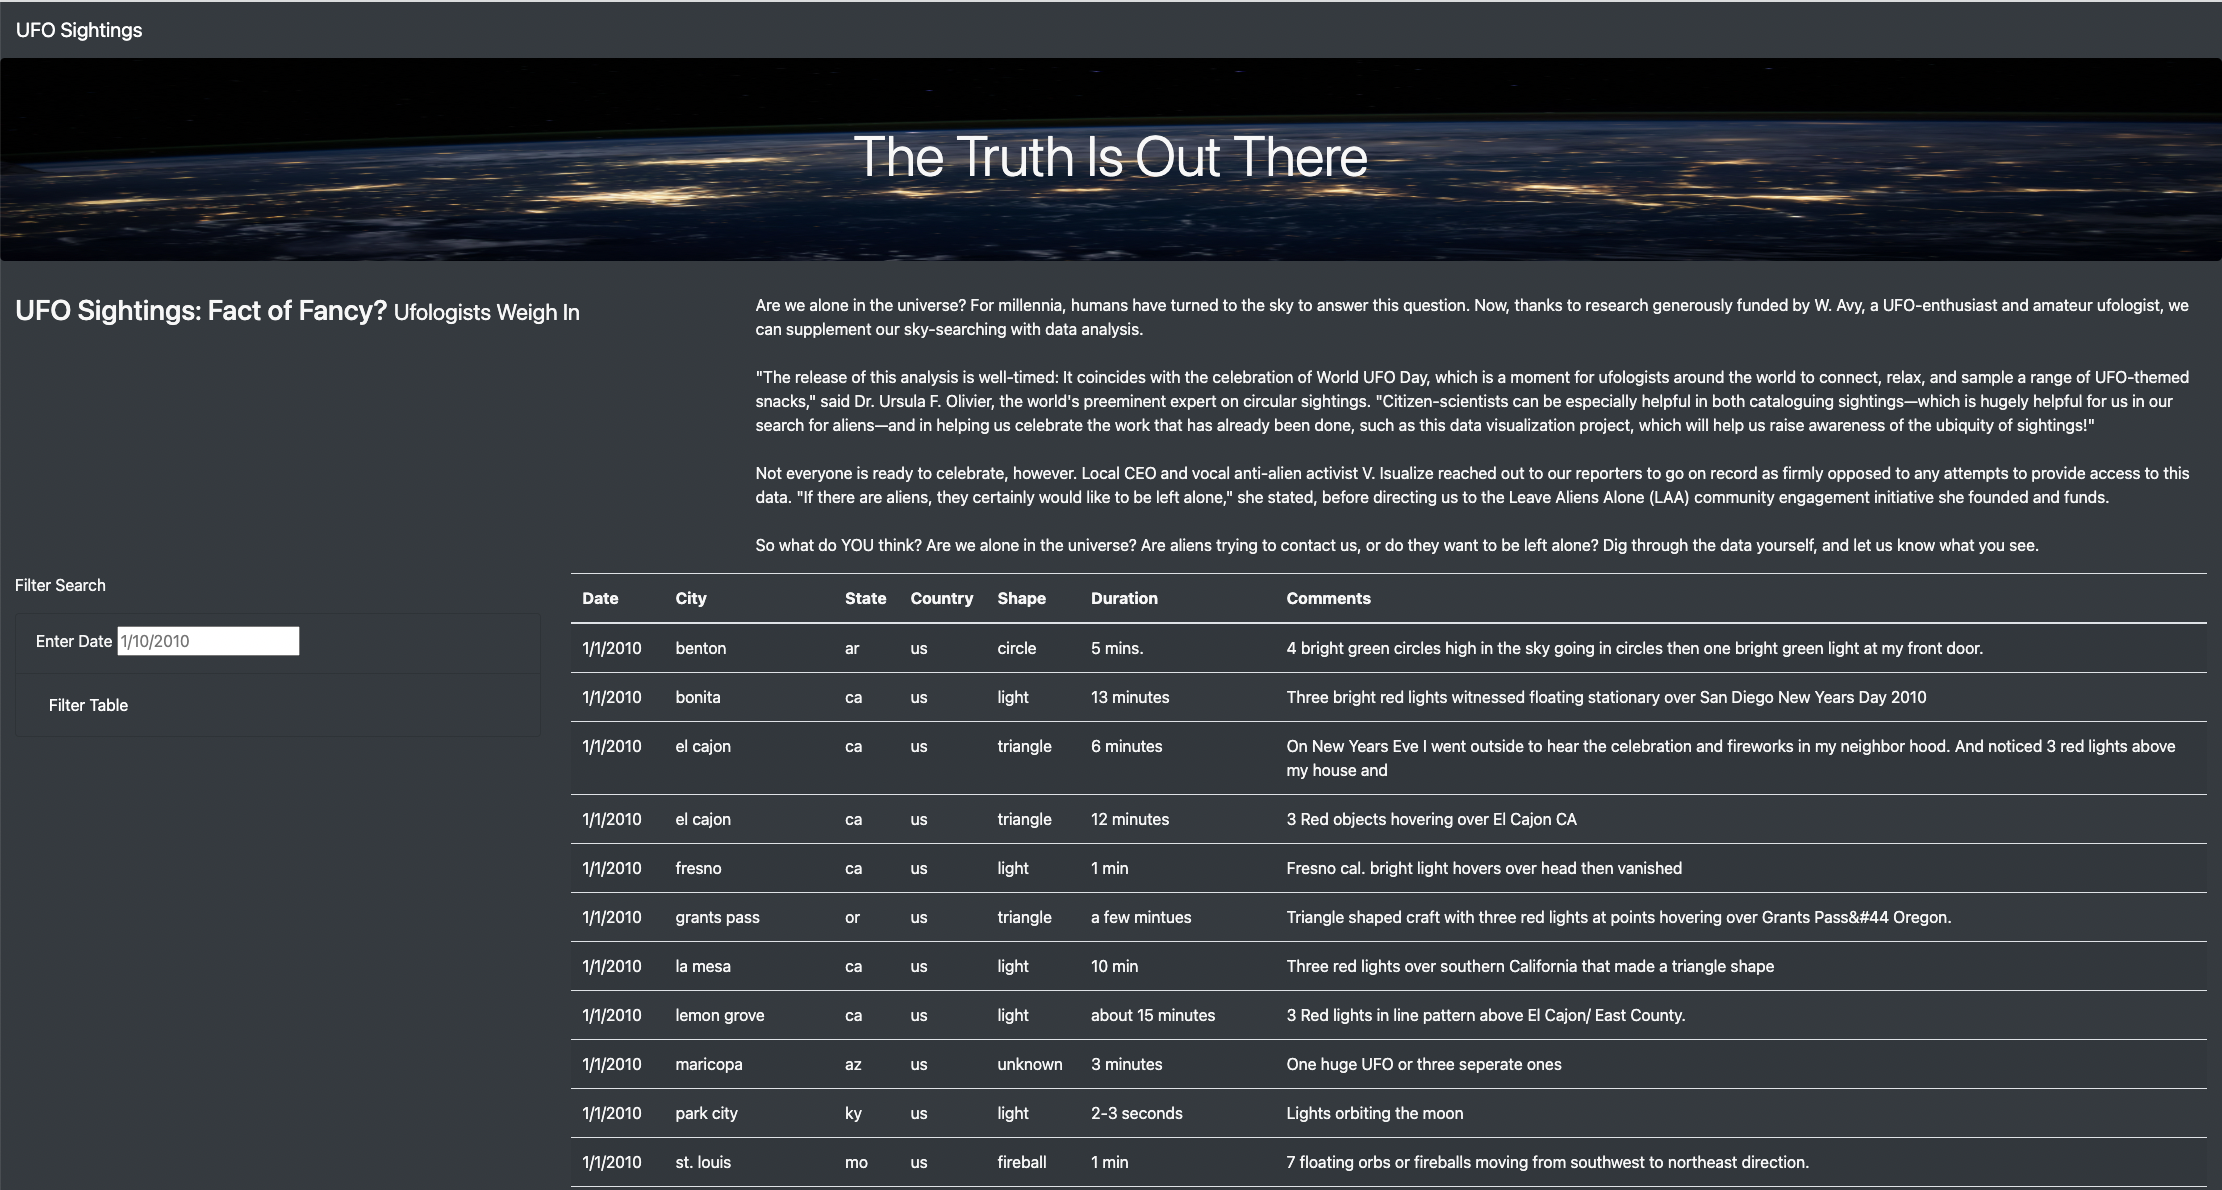 UFO Sightings
The Truth Is Out There
UFO Sightings: Fact of Fancy? Ufologists Weigh In
Are we alone in the universe? For millennia, humans have turned to the sky to answer this question. Now, thanks to research generously funded by W. Avy, a UFO-enthusiast and amateur ufologist, we
can supplement our sky-searching with data analysis.
"The release of this analysis is well-timed: It coincides with the celebration of World UFO Day, which is a moment for ufologists around the world to connect, relax, and sample a range of UFO-themed
snacks," said Dr. Ursula F. Olivier, the world's preeminent expert on circular sightings. "Citizen-scientists can be especially helpful in both cataloguing sightings—which is hugely helpful for us in our
search for aliens—and in helping us celebrate the work that has already been done, such as this data visualization project, which will help us raise awareness of the ubiquity of sightings!"
Not everyone is ready to celebrate, however. Local CEO and vocal anti-alien activist V. Isualize reached out to our reporters to go on record as firmly opposed to any attempts to provide access to this
data. "If there are aliens, they certainly would like to be left alone," she stated, before directing us to the Leave Aliens Alone (LAA) community engagement initiative she founded and funds.
So what do YOU think? Are we alone in the universe? Are aliens trying to contact us, or do they want to be left alone? Dig through the data yourself, and let us know what you see.
Filter Search
Enter Date 1/10/2010
Filter Table
Date City State Country Shape Duration Comments
1/1/2010 benton ar us circle 5 mins. 4 bright green circles high in the sky going in circles then one bright green light at my front door.
1/1/2010 bonita ca us light 13 minutes Three bright red lights witnessed floating stationary over San Diego New Years Day 2010
1/1/2010 el cajon ca us triangle 6 minutes On New Years Eve I went outside to hear the celebration and fireworks in my neighbor hood. And noticed 3 red lights above
my house and
1/1/2010 el cajon ca us triangle 12 minutes 3 Red objects hovering over El Cajon CA
1/1/2010 fresno ca us light 1 min Fresno cal. bright light hovers over head then vanished
1/1/2010 grants pass or us triangle a few mintues Triangle shaped craft with three red lights at points hovering over Grants Pass&#44 Oregon.
1/1/2010 la mesa ca us light 10 min Three red lights over southern California that made a triangle shape
1/1/2010 lemon grove ca us light about 15 minutes 3 Red lights in line pattern above El Cajon/ East County.
1/1/2010 maricopa az us unknown 3 minutes One huge UFO or three seperate ones
1/1/2010 park city ky us light 2-3 seconds Lights orbiting the moon
1/1/2010 st. louis mo us fireball 1 min 7 floating orbs or fireballs moving from southwest to northeast direction.